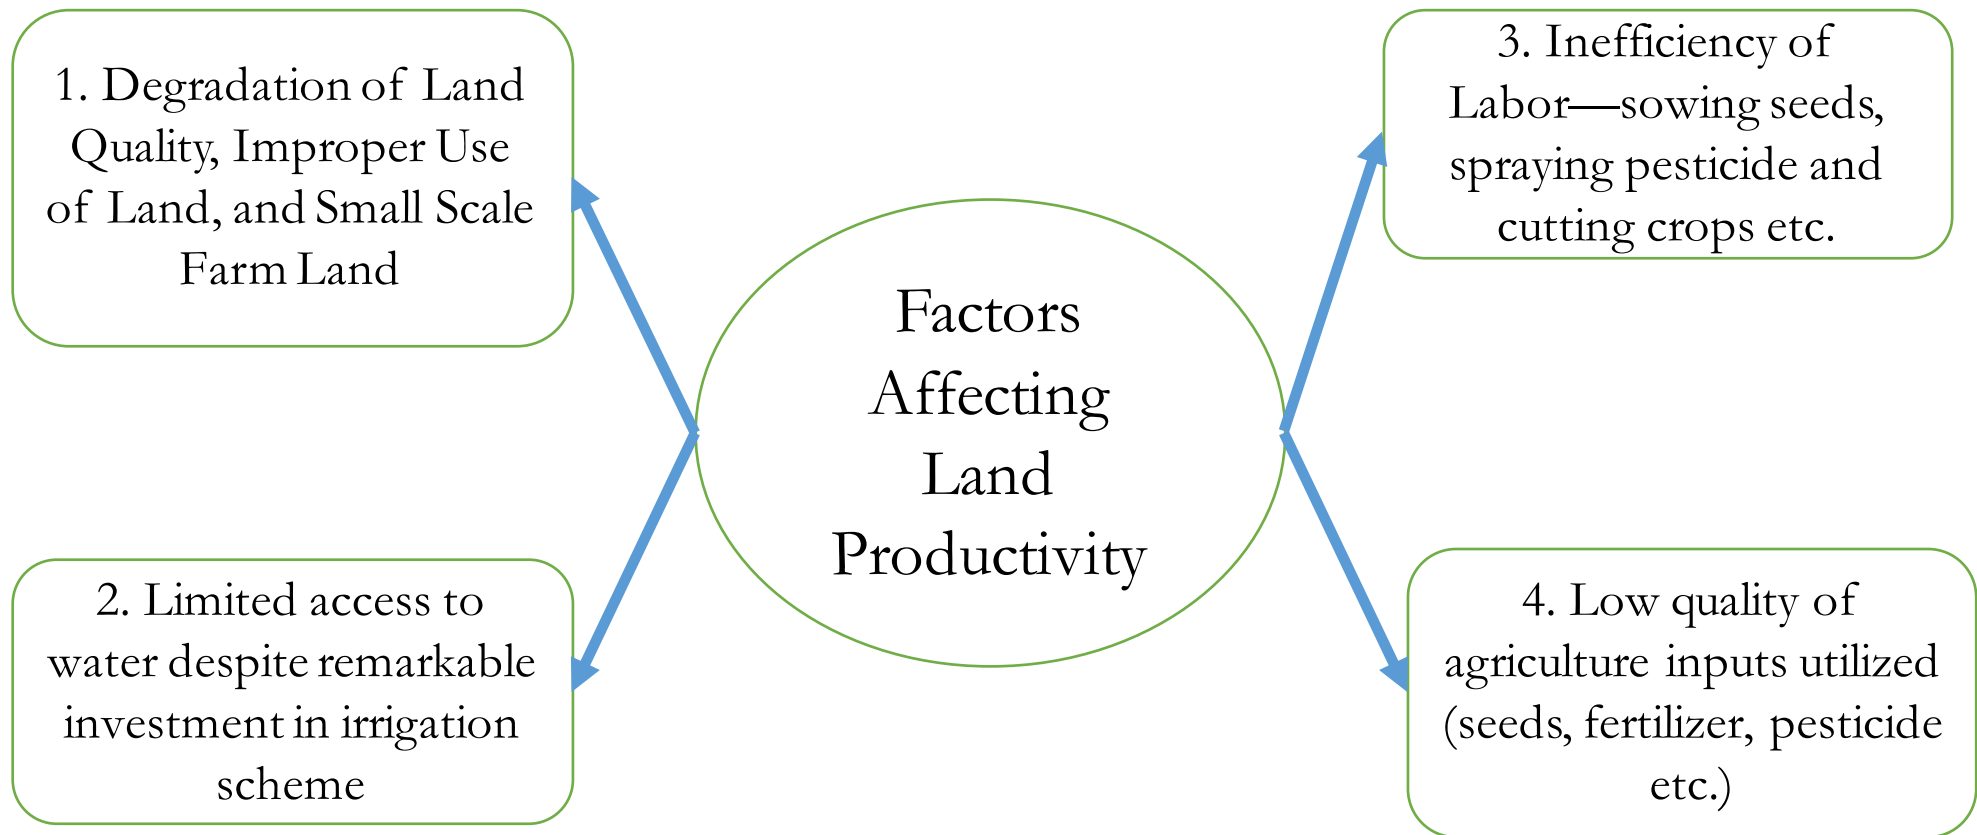 1. Degradation of Land
Quality, Improper Use
of Land, and Small Scale
Farm Land
2. Limited access to
water despite remarkable
investment in irrigation
scheme
Factors
Affecting
Land
Productivity
3. Inefficiency of
Labor—sowing seeds,
spraying pesticide and
cutting crops etc.
4. Low quality of
agriculture inputs utilized
(seeds, fertilizer, pesticide
etc.)